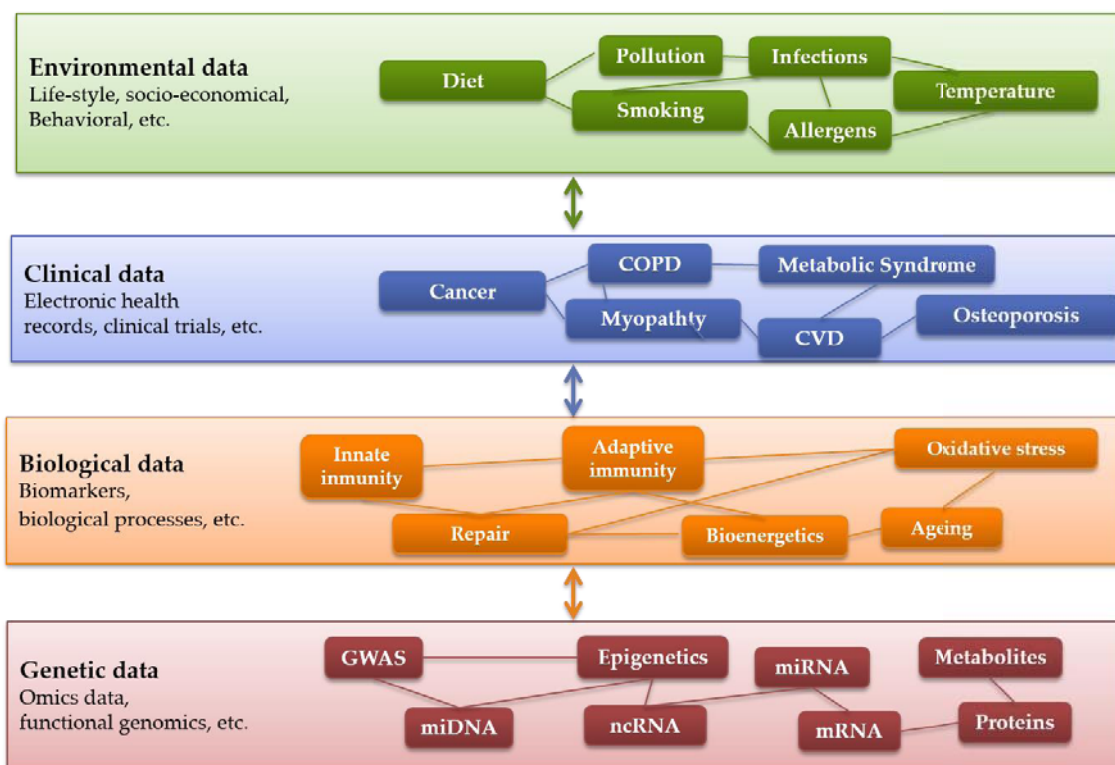 Environmental data
Life-style, socio-economical,
Behavioral, etc.
Diet
Pollution
Smoking
Infections
Allergens
Temperature
Clinical data
Electronic health
records, clinical trials, etc.
Cancer
COPD
Myopathty
Metabolic Syndrome
CVD
Osteoporosis
Biological data
Biomarkers,
biological processes, etc.
Innate
inmunity
Adaptive
immunity
Oxidative stress
Repair
Bioenergetics
Ageing
Genetic data
Omics data,
functional genomics, etc.
GWAS
Epigenetics
miRNA
Metabolites
miDNA
ncRNA
mRNA
Proteins